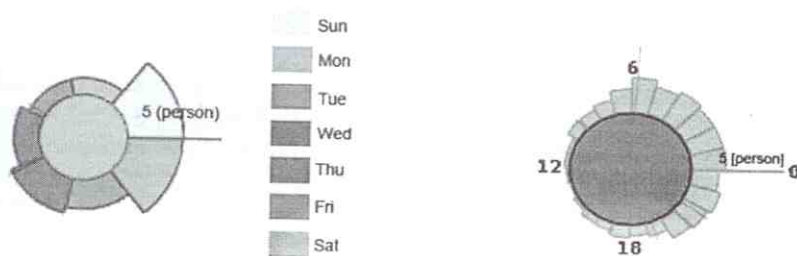 5 (person)
Sun
Mon
Tue
Wed
Thu
Fri
Sat
6
12
5 [person]
0
18